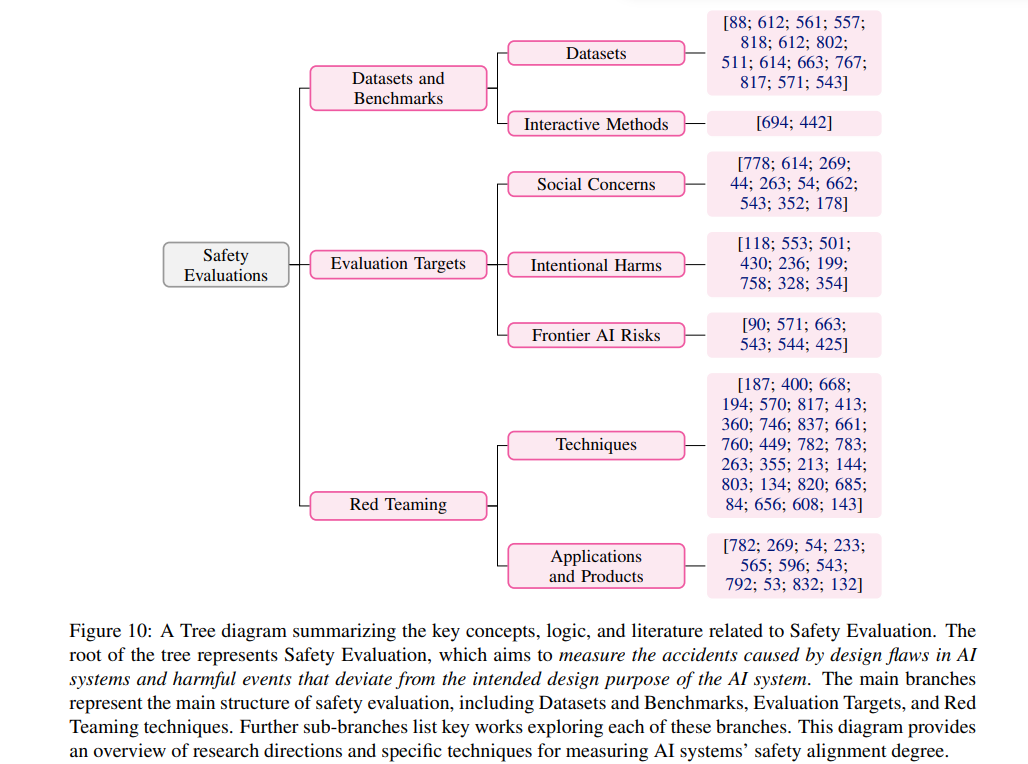 Safety
Evaluations
Datasets and
Benchmarks
Datasets
[88; 612; 561; 557;
818; 612; 802;
511; 614; 663; 767;
817; 571; 543]
Interactive Methods
[694; 442]
Evaluation Targets
Social Concerns
[778; 614; 269;
44; 263; 54; 662;
543; 352; 178]
Intentional Harms
[118; 553; 501;
430; 236; 199;
758; 328; 354]
Frontier AI Risks
[90; 571; 663;
543; 544; 425]
Red Teaming
Techniques
[187; 400; 668;
194; 570; 817; 413;
360; 746; 837; 661;
760; 449; 782; 783;
263; 355; 213; 144;
803; 134; 820; 685;
84; 656; 608; 143]
Applications
and Products
[782; 269; 54; 233;
565; 596; 543;
792; 53; 832; 132]
Figure 10: A Tree diagram summarizing the key concepts, logic, and literature related to Safety Evaluation. The
root of the tree represents Safety Evaluation, which aims to measure the accidents caused by design flaws in AI
systems and harmful events that deviate from the intended design purpose of the AI system. The main branches
represent the main structure of safety evaluation, including Datasets and Benchmarks, Evaluation Targets, and Red
Teaming techniques. Further sub-branches list key works exploring each of these branches. This diagram provides
an overview of research directions and specific techniques for measuring AI systems' safety alignment degree.